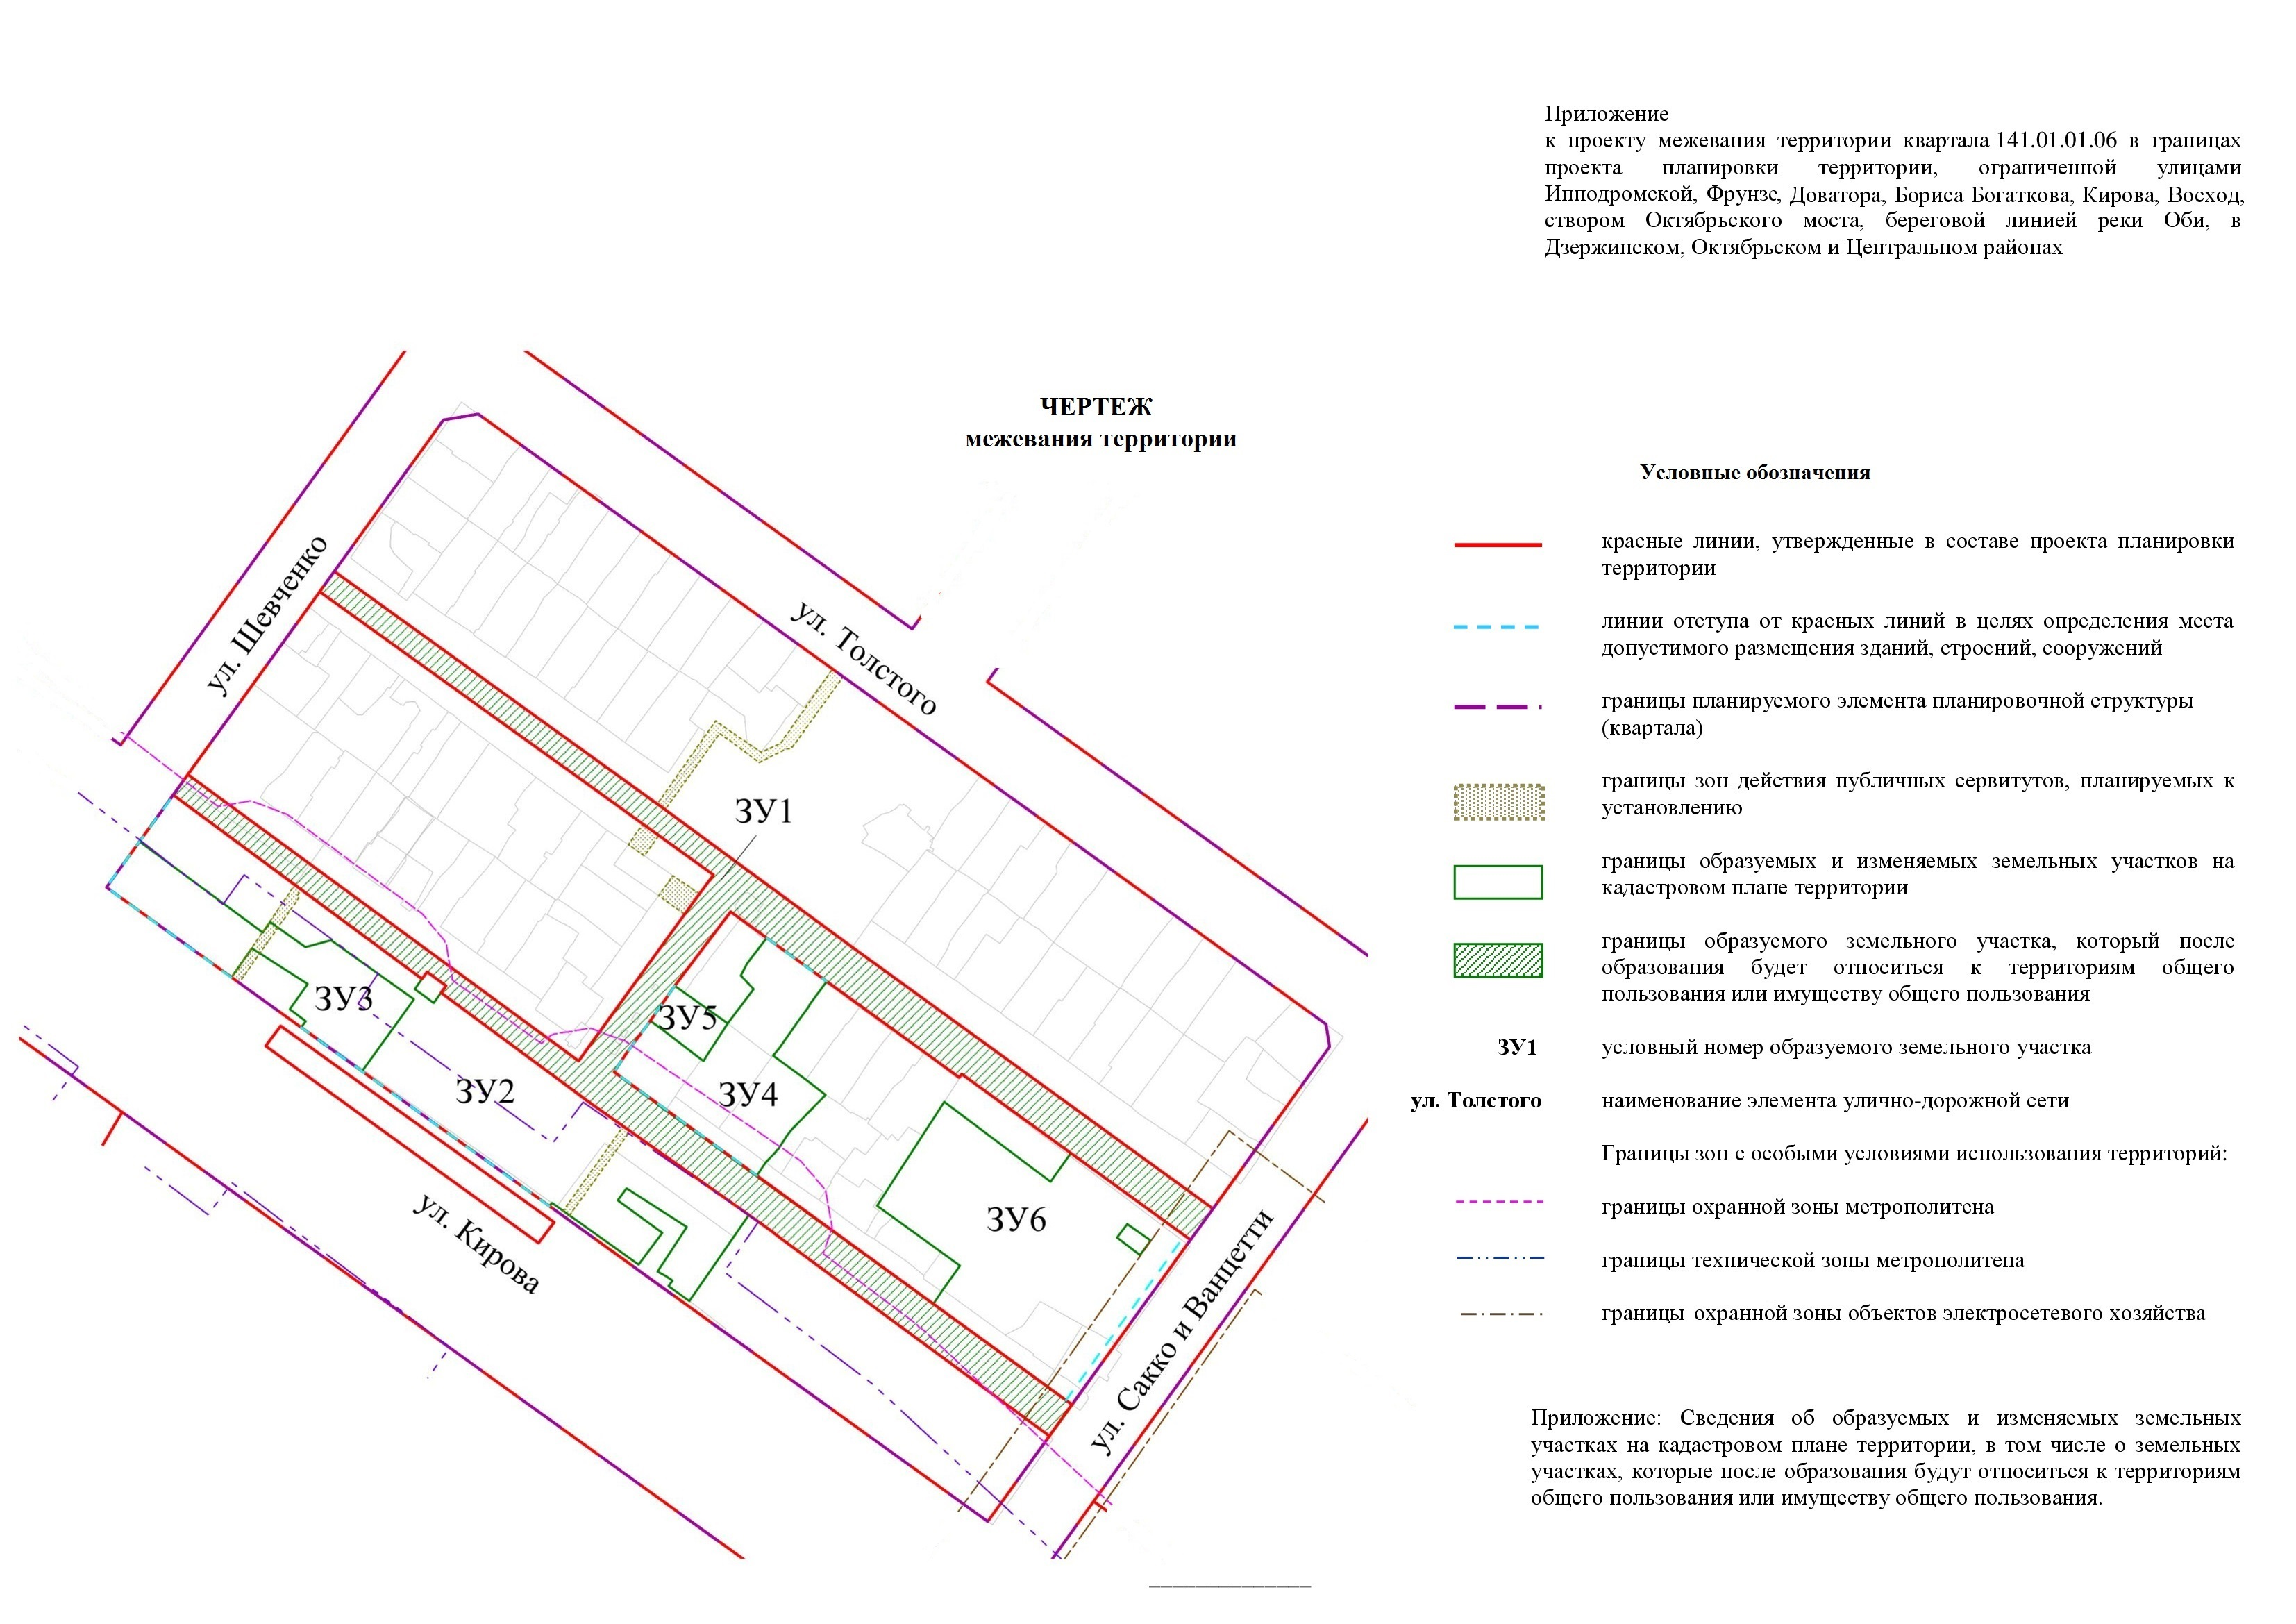 Приложение
к проекту межевания территории квартала 141.01.01.06 в границах
проекта планировки территории, ограниченной улицами
Ипподромской, Фрунзе, Доватора, Бориса Богаткова, Кирова, Восход,
створом Октябрьского моста, береговой линией реки Оби, в
Дзержинском, Октябрьском и Центральном районах
ЧЕРТЕЖ
межевания территории
ул. Шевченко
ул. Толстого
ЗУ1
ЗУ3
ЗУ5
ЗУ2
ЗУ4
ЗУ6
ул. Кирова
ул. Сакко и Ванцетти
Условные обозначения
красные линии, утвержденные в составе проекта планировки
территории
линии отступа от красных линий в целях определения места
допустимого размещения зданий, строений, сооружений
границы планируемого элемента планировочной структуры
(квартала)
границы зон действия публичных сервитутов, планируемых к
установлению
границы образуемых и изменяемых земельных участков на
кадастровом плане территории
границы образуемого земельного участка, который после
образования будет относиться к территориям общего
пользования или имуществу общего пользования
ЗУ1 условный номер образуемого земельного участка
ул. Толстого наименование элемента улично-дорожной сети
Границы зон с особыми условиями использования территорий:
границы охранной зоны метрополитена
границы технической зоны метрополитена
границы охранной зоны объектов электросетевого хозяйства
Приложение: Сведения об образуемых и изменяемых земельных
участках на кадастровом плане территории, в том числе о земельных
участках, которые после образования будут относиться к территориям
общего пользования или имуществу общего пользования.